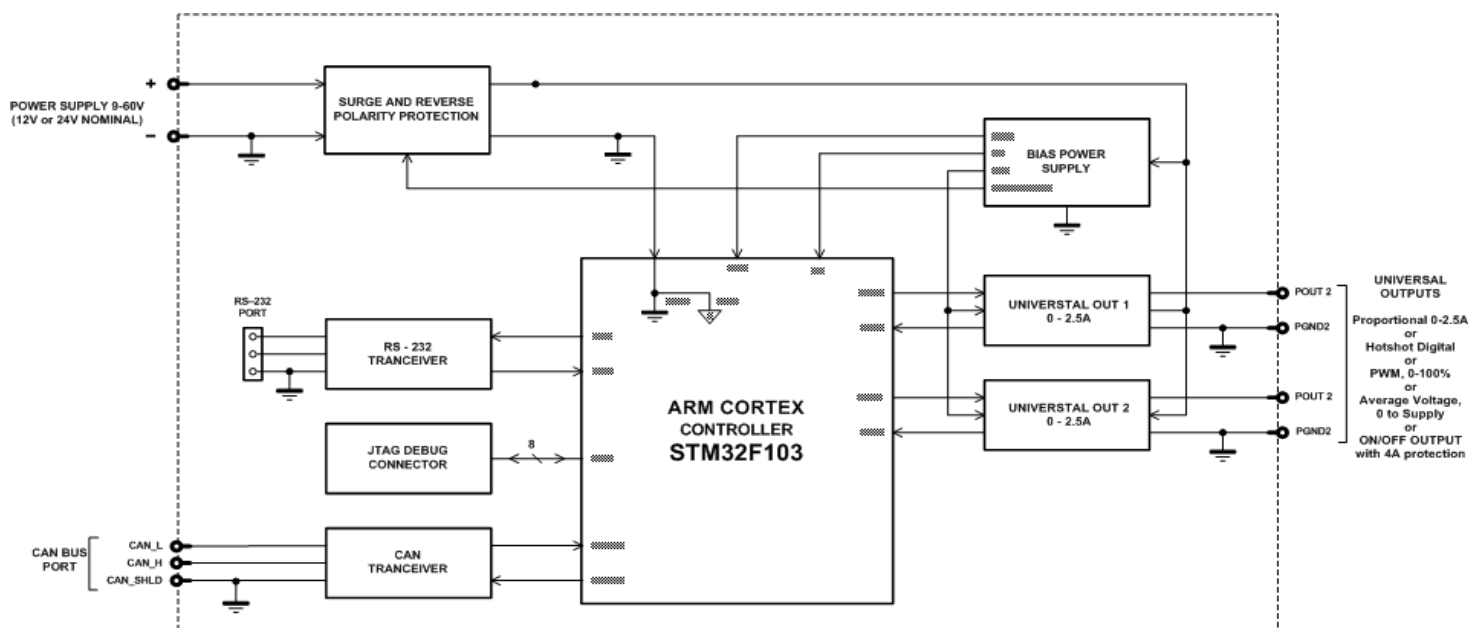 +
POWER SUPPLY 9-60V
(12V or 24V NOMINAL)
–
SURGE AND REVERSE
POLARITY PROTECTION
BIAS POWER
SUPPLY
RS–232
PORT
RS - 232
TRANCEIVER
JTAG DEBUG
CONNECTOR
8
CAN BUS
PORT
CAN_L
CAN_H
CAN_SHLD
CAN
TRANCEIVER
ARM CORTEX
CONTROLLER
STM32F103
UNIVERSTAL OUT 1
0 - 2.5A
UNIVERSTAL OUT 2
0 - 2.5A
POUT 2
PGND2
POUT 2
PGND2
UNIVERSAL
OUTPUTS
Proportional 0-2.5A
or
Hotshot Digital
or
PWM, 0-100%
or
Average Voltage,
0 to Supply
or
ON/OFF OUTPUT
with 4A protection